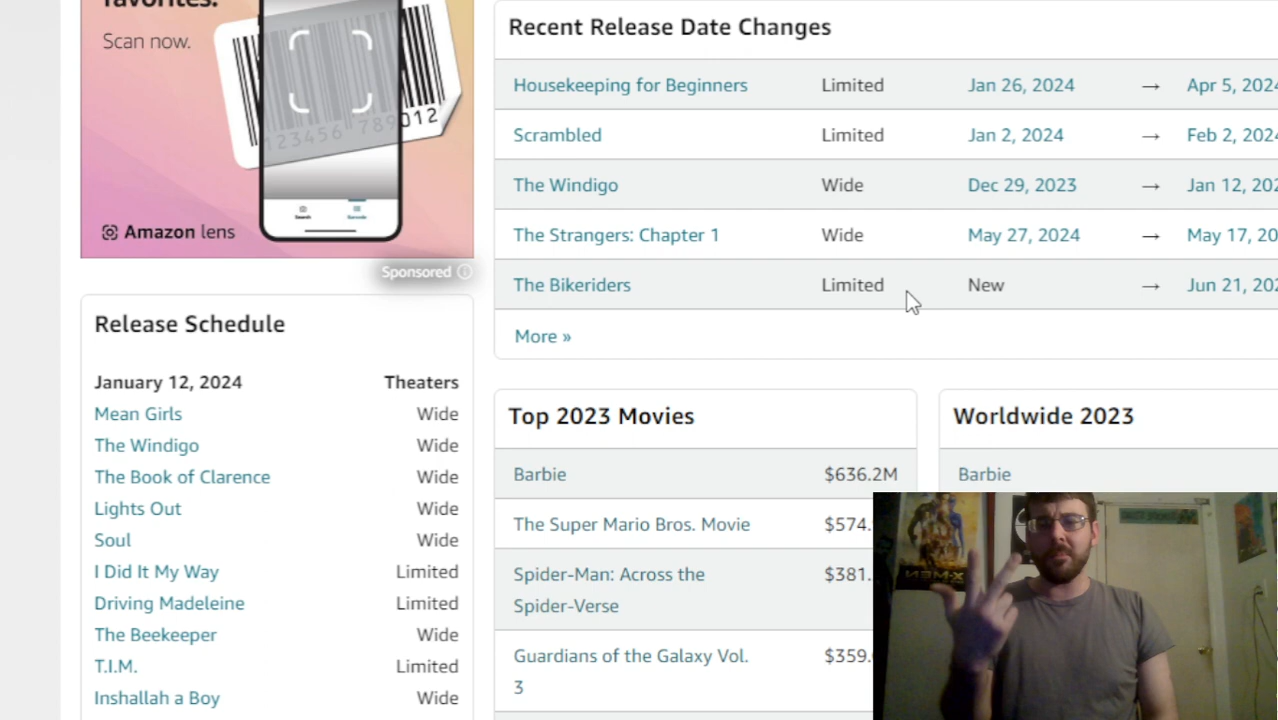 favorites.
Scan now.
123456 789012
Amazon lens
Sponsored
Release Schedule
January 12, 2024 Theaters
Mean Girls Wide
The Windigo Wide
The Book of Clarence Wide
Lights Out Wide
Soul Wide
I Did It My Way Limited
Driving Madeleine Limited
The Beekeeper Wide
T.I.M. Limited
Inshallah a Boy Wide
Recent Release Date Changes
Housekeeping for Beginners Limited Jan 26, 2024 → Apr 5, 2024
Scrambled Limited Jan 2, 2024 → Feb 2, 2024
The Windigo Wide Dec 29, 2023 → Jan 12, 202
The Strangers: Chapter 1 Wide May 27, 2024 → May 17, 20
The Bikeriders Limited New → Jun 21, 202
More »
Top 2023 Movies
Barbie $636.2M
The Super Mario Bros. Movie $574.
Spider-Man: Across the $381.
Spider-Verse
Guardians of the Galaxy Vol. $359.
3
Worldwide 2023
Barbie
X-MEN